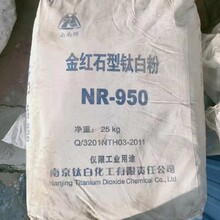 金红石型钛白粉
NR-950
净重：25 kg
Q/3201NTH03-2011
仅限工业用途
南京钛白化工有限责任公司
Nanjing Titanium Dioxide Chemical Co., Ltd